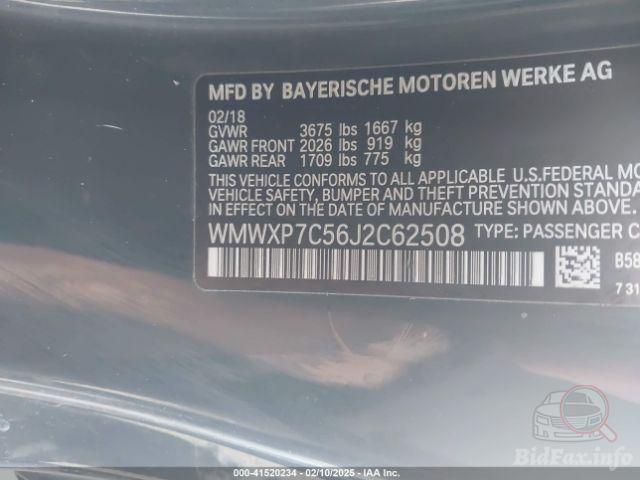 MFD BY BAYERISCHE MOTOREN WERKE AG
02/18
GVWR 3675 lbs 1667 kg
GAWR FRONT 2026 lbs 919 kg
GAWR REAR 1709 lbs 775 kg
THIS VEHICLE CONFORMS TO ALL APPLICABLE U.S.FEDERAL MO
VEHICLE SAFETY, BUMPER AND THEFT PREVENTION STANDA
OF MANUFACTURE SHOWN ABOVE.
IN EFFECT ON THE DATE
WMWXP7C56J2C62508 TYPE: PASSENGER C
B58
7 31
BidFax.info
000-41520234 - 02/10/2025 - IAA Inc.